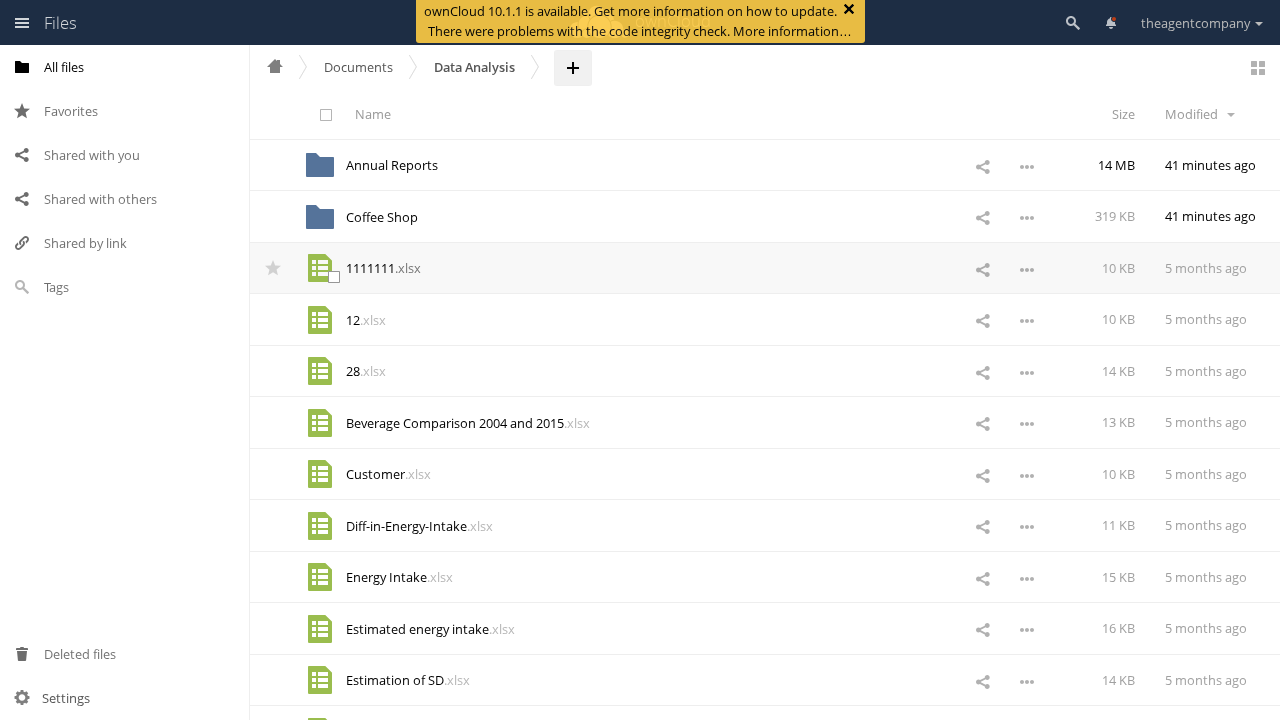 Files
ownCloud 10.1.1 is available. Get more information on how to update.
There were problems with the code integrity check. More information…
theagentcompany
All files
Favorites
Shared with you
Shared with others
Shared by link
Tags
Deleted files
Settings
Documents
Data Analysis
Name
Size
Modified
Annual Reports 14 MB 41 minutes ago
Coffee Shop 319 KB 41 minutes ago
1111111.xlsx 10 KB 5 months ago
12.xlsx 10 KB 5 months ago
28.xlsx 14 KB 5 months ago
Beverage Comparison 2004 and 2015.xlsx 13 KB 5 months ago
Customer.xlsx 10 KB 5 months ago
Diff-in-Energy-Intake.xlsx 11 KB 5 months ago
Energy Intake.xlsx 15 KB 5 months ago
Estimated energy intake.xlsx 16 KB 5 months ago
Estimation of SD.xlsx 14 KB 5 months ago